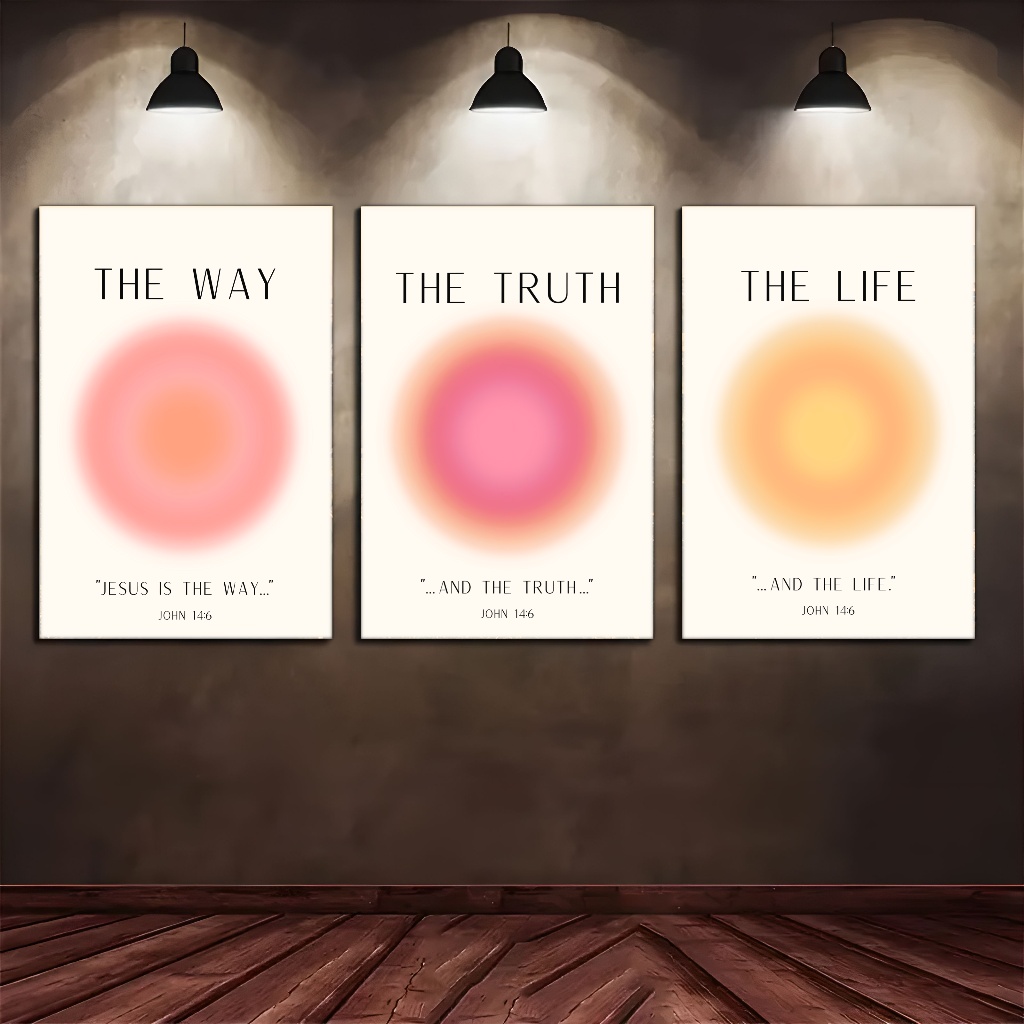 THE WAY
"JESUS IS THE WAY..."
JOHN 14:6
THE TRUTH
"...AND THE TRUTH..."
JOHN 14:6
THE LIFE
"...AND THE LIFE."
JOHN 14:6